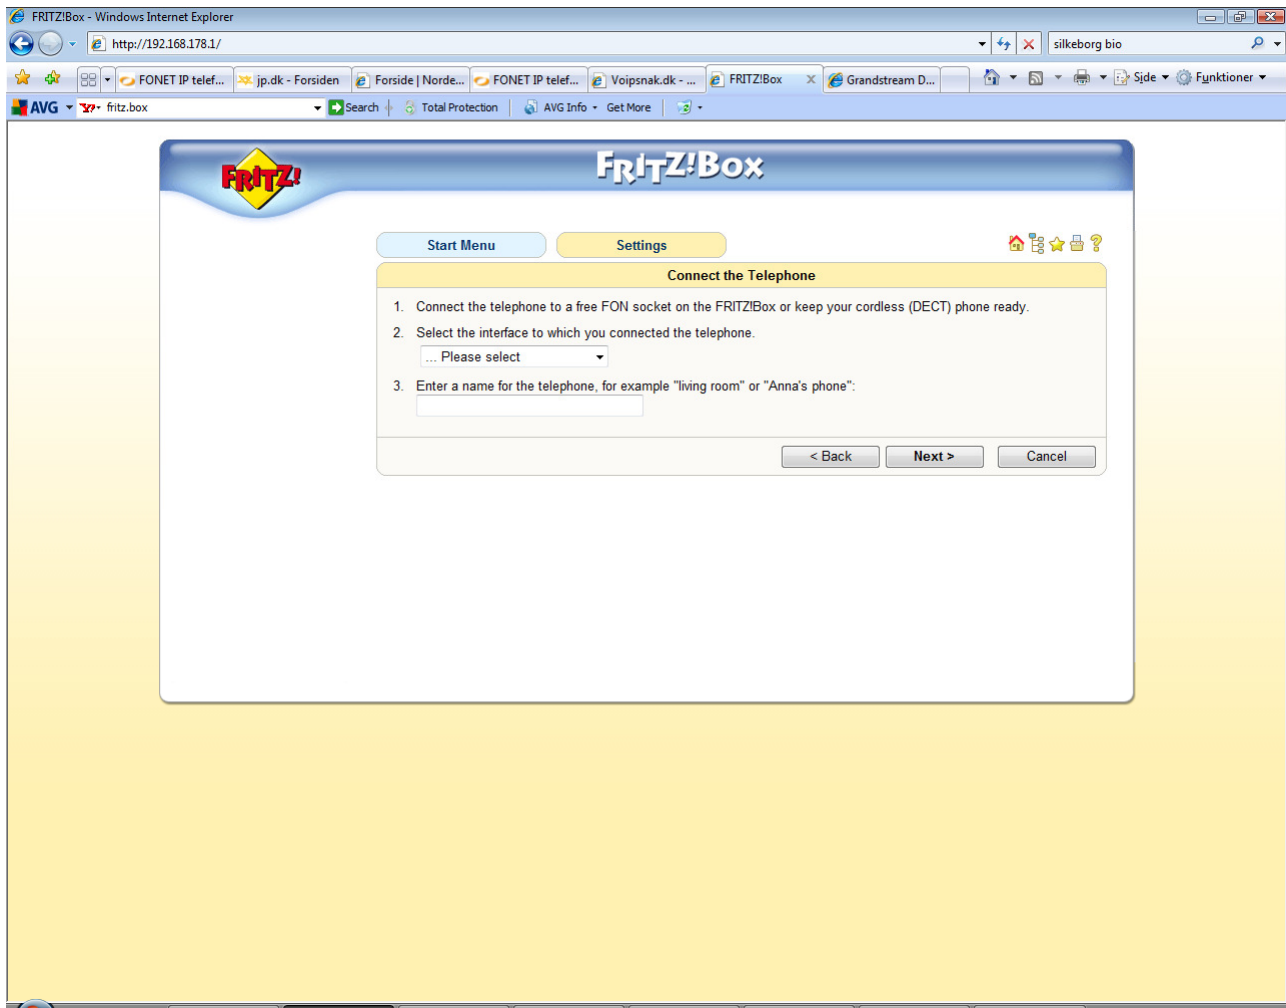 FRITZ!Box - Windows Internet Explorer
http://192.168.178.1/
silkeborg bio
FONET IP telef... jp.dk - Forsiden Forside | Norde... FONET IP telef... Voipsnak.dk - ... FRITZ!Box X Grandstream D... Side Funktioner
AVG Y! fritz.box Search Total Protection AVG Info Get More
FRITZ!
FRITZ!Box
Start Menu Settings
Connect the Telephone
1. Connect the telephone to a free FON socket on the FRITZ!Box or keep your cordless (DECT) phone ready.
2. Select the interface to which you connected the telephone.
... Please select
3. Enter a name for the telephone, for example "living room" or "Anna's phone":
< Back Next > Cancel